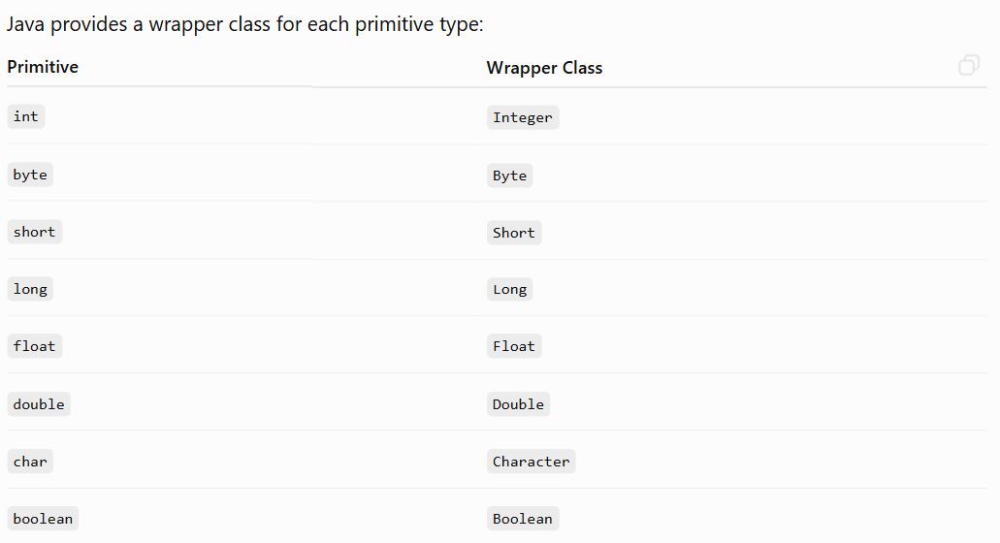 Java provides a wrapper class for each primitive type:
Primitive Wrapper Class
int Integer
byte Byte
short Short
long Long
float Float
double Double
char Character
boolean Boolean